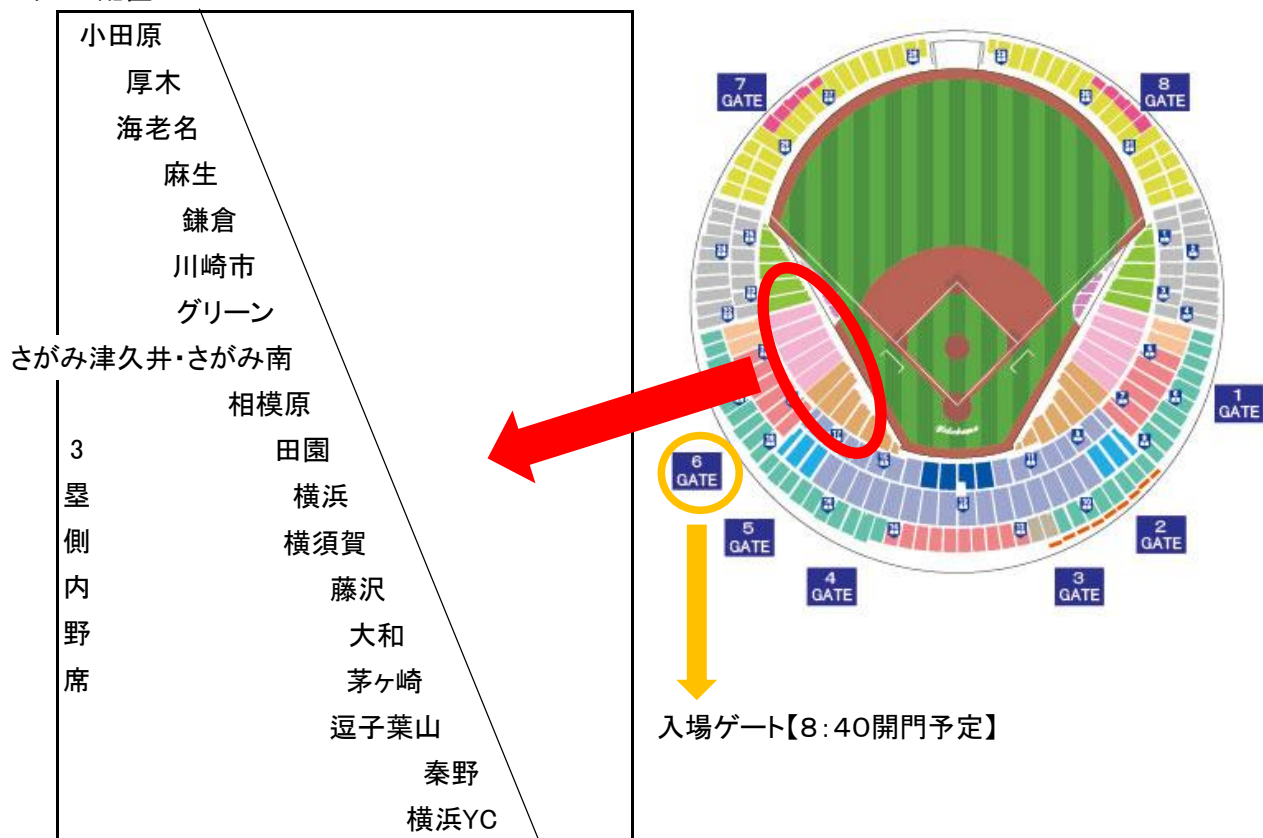 小田原
厚木
海老名
麻生
鎌倉
川崎市
グリーン
さがみ津久井・さがみ南
相模原
田園
横浜
横須賀
藤沢
大和
茅ヶ崎
逗子葉山
秦野
横浜YC
3塁側内野席
7
GATE
8
GATE
1
GATE
6
GATE
5
GATE
2
GATE
4
GATE
3
GATE
Yokohama
入場ゲート【8:40開門予定】